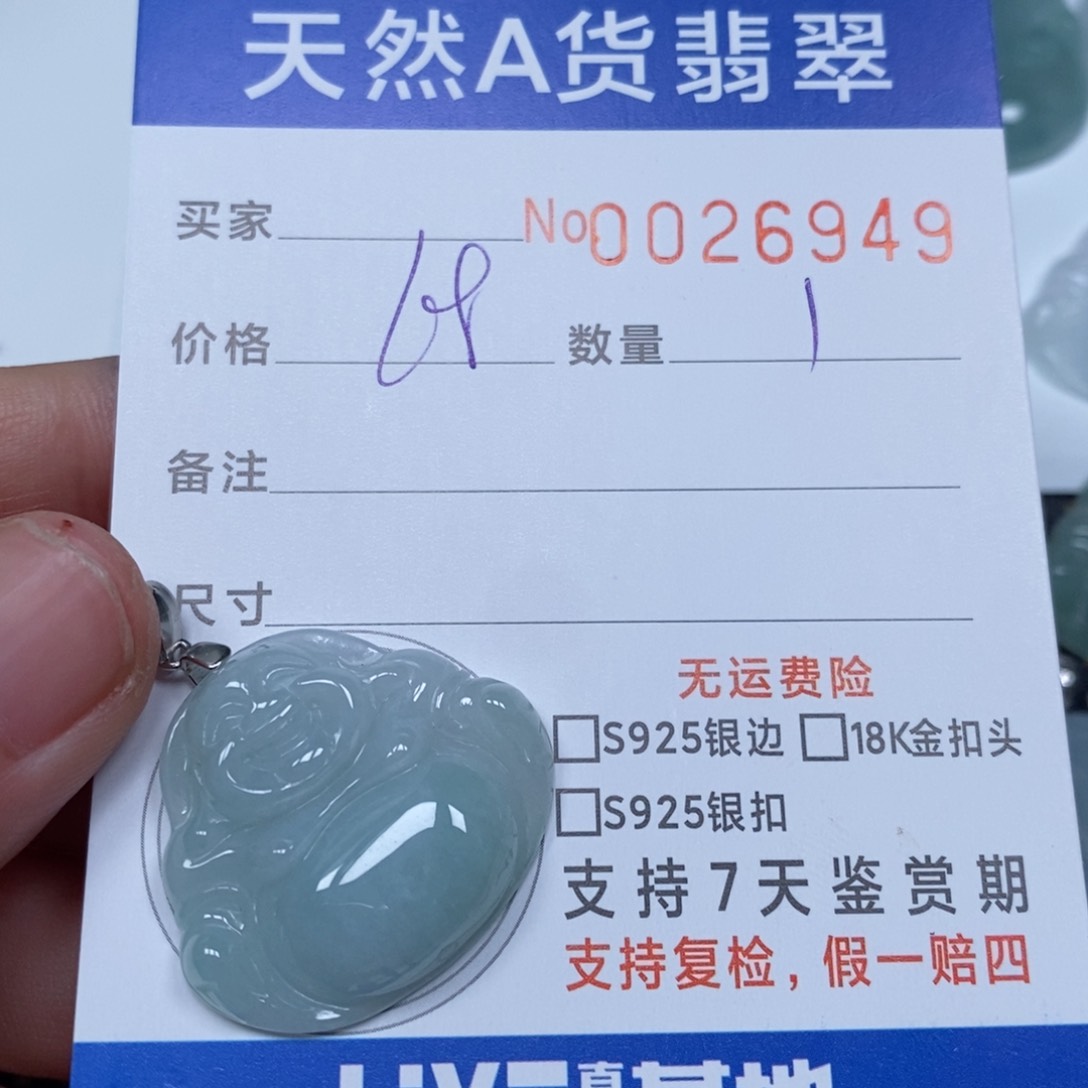 天然A货翡翠
买家 No 0026949
价格 数量 1
备注
尺寸
无运费险
□S925银边 □18K金扣头
□S925银扣
支持7天鉴赏期
支持复检，假一赔四